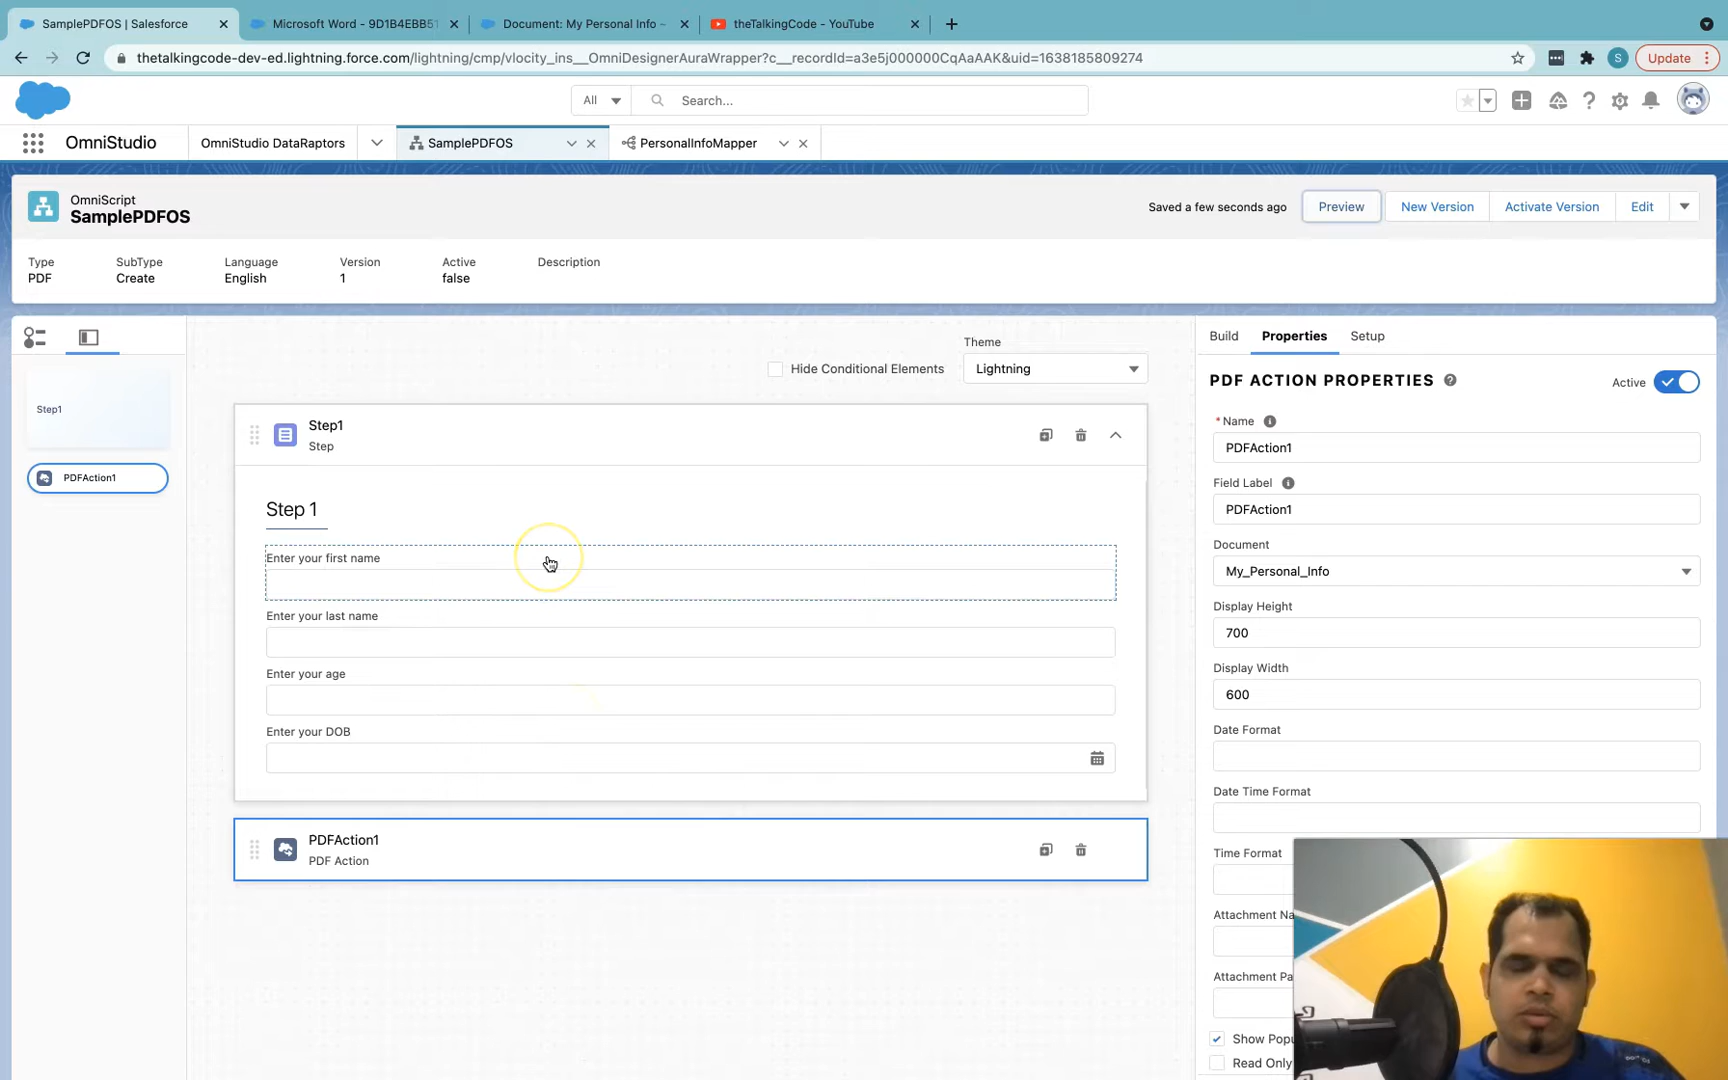 SamplePDFOS | Salesforce
Microsoft Word - 9D1B4EBB51
Document: My Personal Info -
theTalkingCode - YouTube
thetalkingcode-dev-ed.lightning.force.com/lightning/cmp/vlocity_ins__OmniDesignerAuraWrapper?c__recordId=a3e5j000000CqAaAAK&uid=1638185809274
S
Update
All
Search...
OmniStudio
OmniStudio DataRaptors
SamplePDFOS
PersonalInfoMapper
OmniScript
SamplePDFOS
Saved a few seconds ago
Preview
New Version
Activate Version
Edit
Type
SubType
Language
Version
Active
Description
PDF
Create
English
1
false
Step1
PDFAction1
Theme
Hide Conditional Elements
Lightning
Step1
Step
Step 1
Enter your first name
Enter your last name
Enter your age
Enter your DOB
PDFAction1
PDF Action
Build
Properties
Setup
PDF ACTION PROPERTIES
Active
* Name
PDFAction1
Field Label
PDFAction1
Document
My_Personal_Info
Display Height
700
Display Width
600
Date Format
Date Time Format
Time Format
Attachment Na
Attachment Pa
Show Popu
Read Only